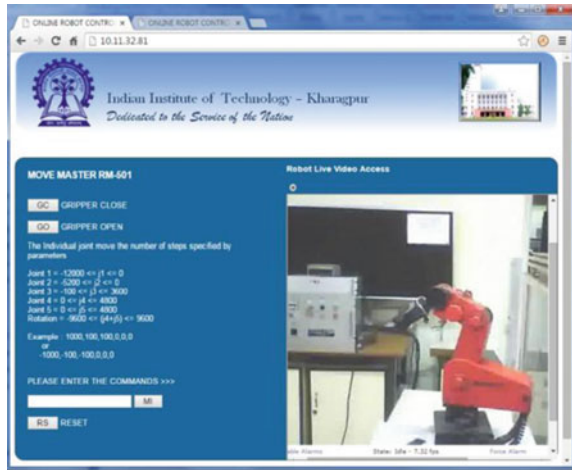 ONLINE ROBOT CONTRO
ONLINE ROBOT CONTRO
10.11.32.81
Indian Institute of Technology - Kharagpur
Dedicated to the Service of the Nation
MOVE MASTER RM-501
GC GRIPPER CLOSE
GO GRIPPER OPEN
The Individual joint move the number of steps specified by
parameters
Joint 1 = -12000 <= j1 <= 0
Joint 2 = -5200 <= j2 <= 0
Joint 3 = -100 <= j3 <= 3600
Joint 4 = 0 <= j4 <= 4800
Joint 5 = 0 <= j5 <= 4800
Rotation = -9600 <= (j4+j5) <= 9600
Example : 1000,100,100,0,0,0
or
-1000,-100,-100,0,0,0
PLEASE ENTER THE COMMANDS >>>
MI
RS RESET
Robot Live Video Access
Alarms
State: Idle - 7.32 fps
Force Alarm